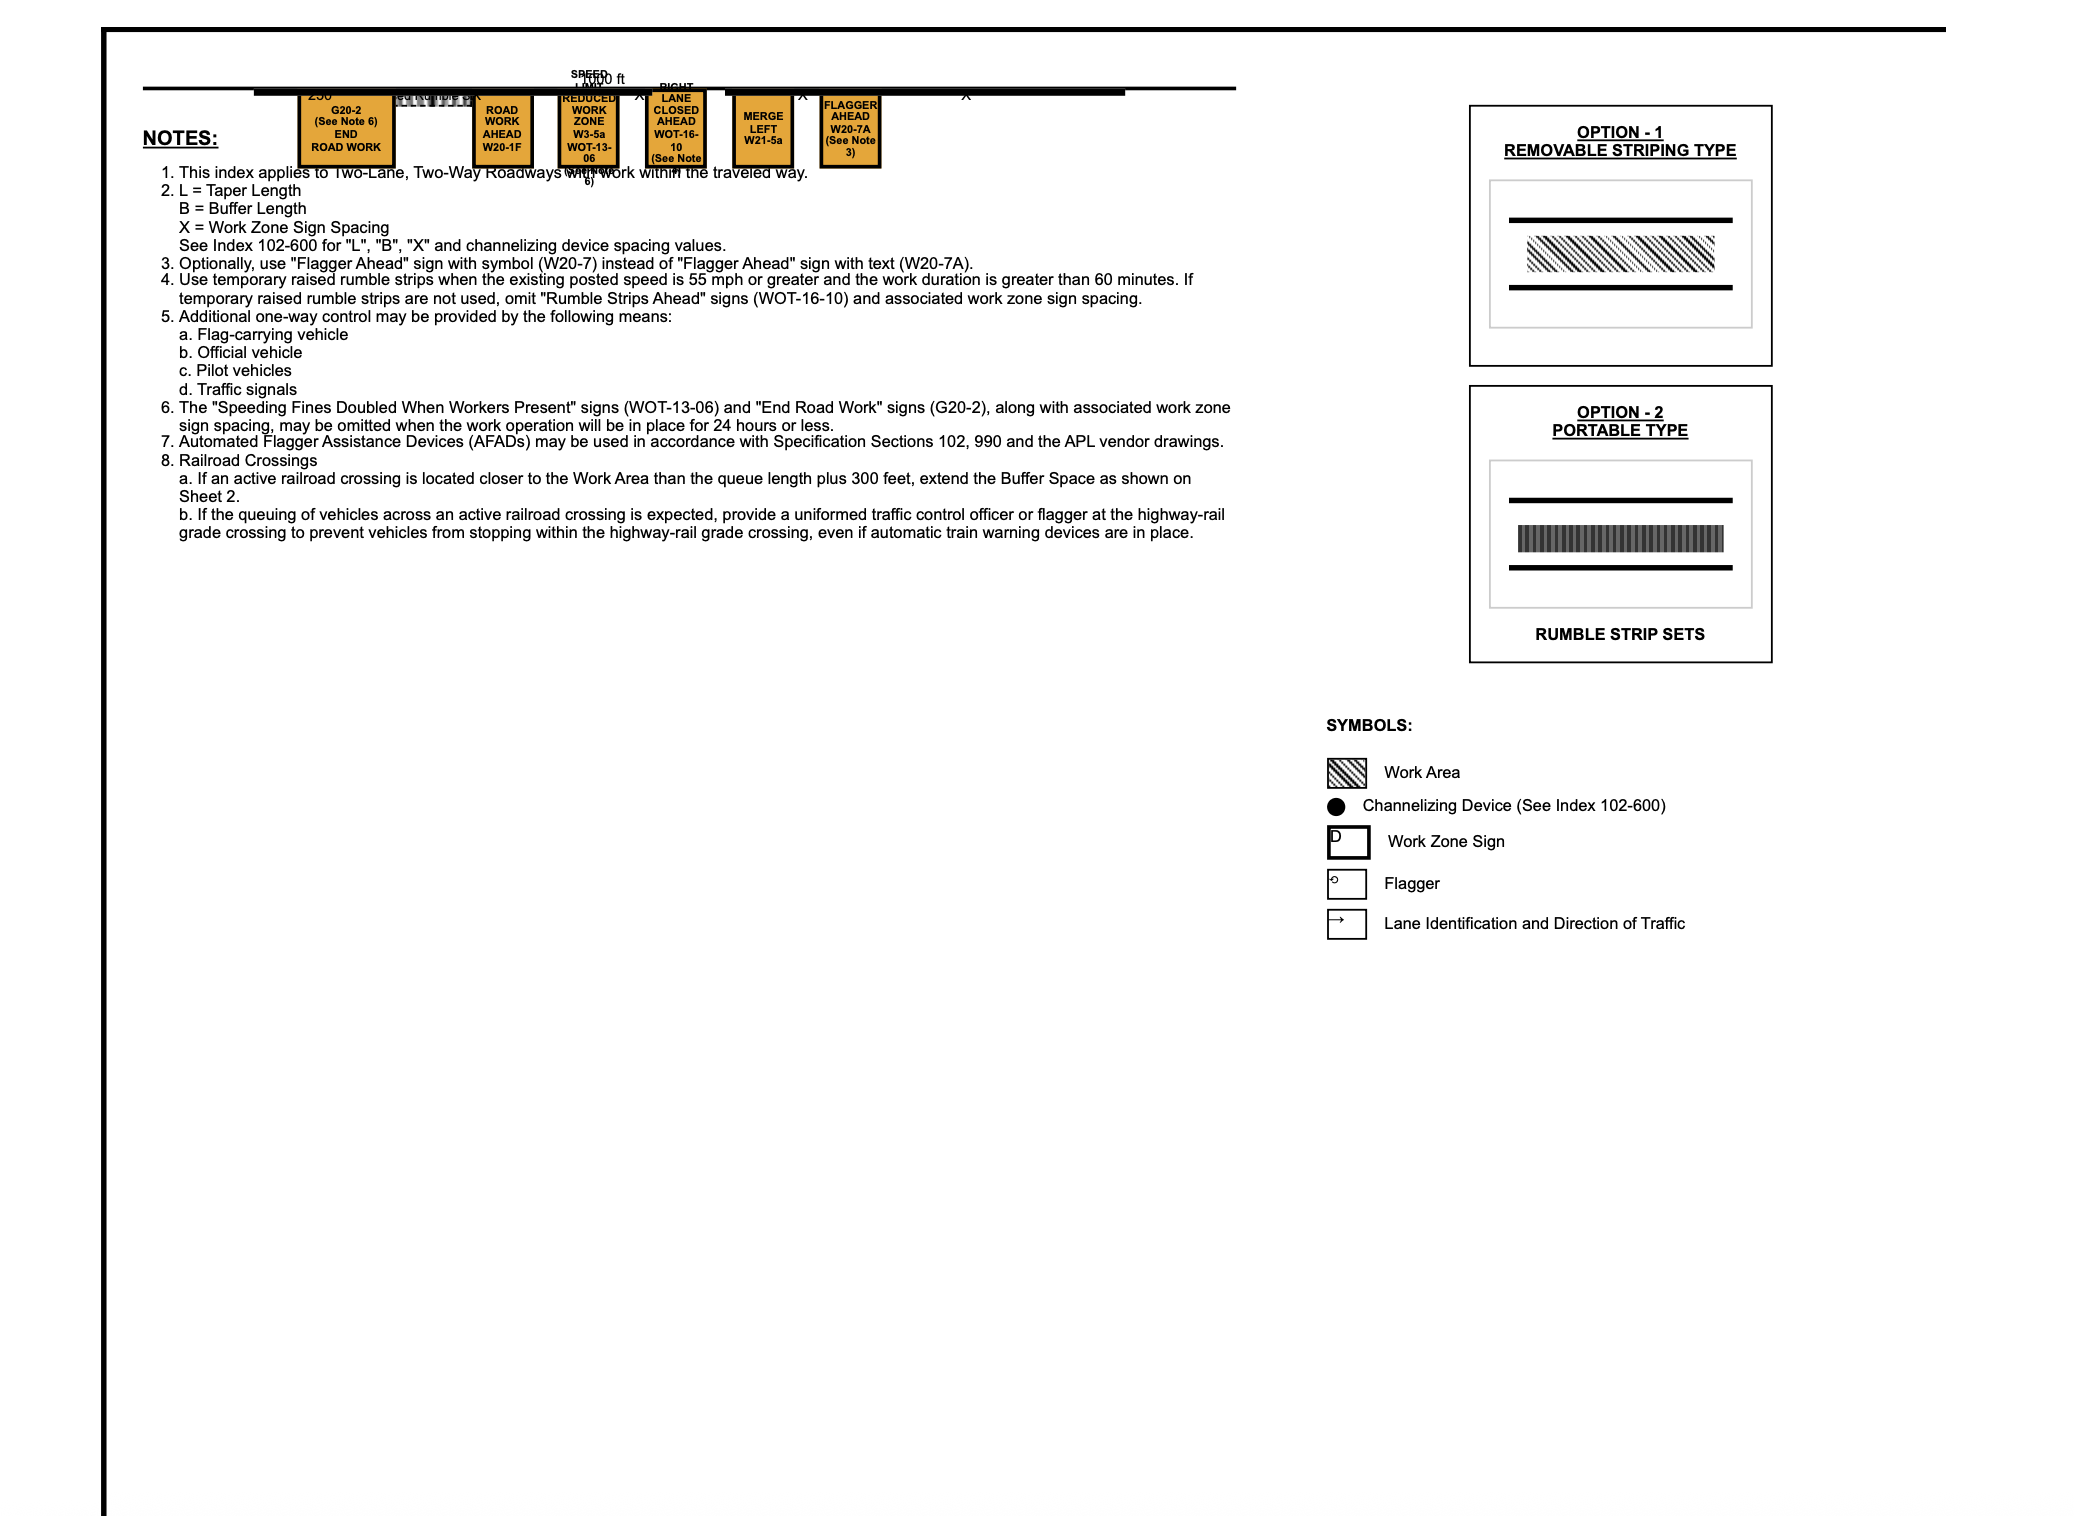 1000 ft
X
X
X
G20-2
(See Note 6)
END
ROAD WORK
ROAD
WORK
AHEAD
W20-1F
SPEED
LIMIT
REDUCED
WORK
ZONE
W3-5a
WOT-13-
06
(See Note
6)
RIGHT
LANE
CLOSED
AHEAD
WOT-16-
10
(See Note
MERGE
LEFT
W21-5a
FLAGGER
AHEAD
W20-7A
(See Note
3)
NOTES:
1. This index applies to Two-Lane, Two-Way Roadways with work within the traveled way.
2. L = Taper Length
B = Buffer Length
X = Work Zone Sign Spacing
See Index 102-600 for "L", "B", "X" and channelizing device spacing values.
3. Optionally, use "Flagger Ahead" sign with symbol (W20-7) instead of "Flagger Ahead" sign with text (W20-7A).
4. Use temporary raised rumble strips when the existing posted speed is 55 mph or greater and the work duration is greater than 60 minutes. If
temporary raised rumble strips are not used, omit "Rumble Strips Ahead" signs (WOT-16-10) and associated work zone sign spacing.
5. Additional one-way control may be provided by the following means:
a. Flag-carrying vehicle
b. Official vehicle
c. Pilot vehicles
d. Traffic signals
6. The "Speeding Fines Doubled When Workers Present" signs (WOT-13-06) and "End Road Work" signs (G20-2), along with associated work zone
sign spacing, may be omitted when the work operation will be in place for 24 hours or less.
7. Automated Flagger Assistance Devices (AFADs) may be used in accordance with Specification Sections 102, 990 and the APL vendor drawings.
8. Railroad Crossings
a. If an active railroad crossing is located closer to the Work Area than the queue length plus 300 feet, extend the Buffer Space as shown on
Sheet 2.
b. If the queuing of vehicles across an active railroad crossing is expected, provide a uniformed traffic control officer or flagger at the highway-rail
grade crossing to prevent vehicles from stopping within the highway-rail grade crossing, even if automatic train warning devices are in place.
OPTION - 1
REMOVABLE STRIPING TYPE
OPTION - 2
PORTABLE TYPE
RUMBLE STRIP SETS
SYMBOLS:
Work Area
Channelizing Device (See Index 102-600)
D
Work Zone Sign
⟲
Flagger
→
Lane Identification and Direction of Traffic